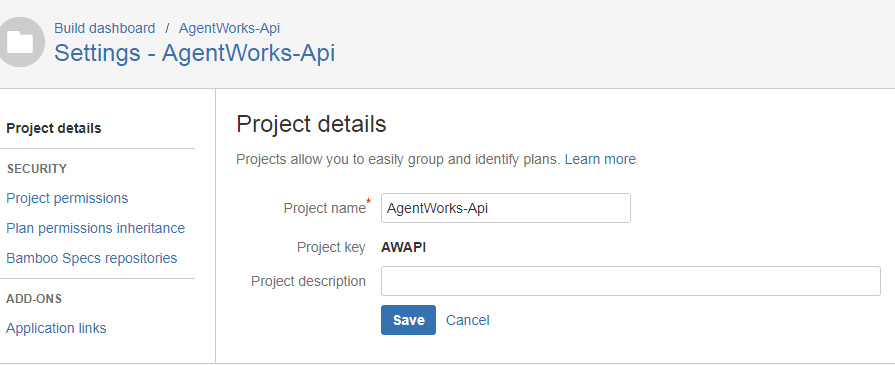 Build dashboard / AgentWorks-Api
Settings - AgentWorks-Api
Project details
SECURITY
Project permissions
Plan permissions inheritance
Bamboo Specs repositories
ADD-ONS
Application links
Project details
Projects allow you to easily group and identify plans. Learn more
Project name* AgentWorks-Api
Project key AWAPI
Project description
Save Cancel